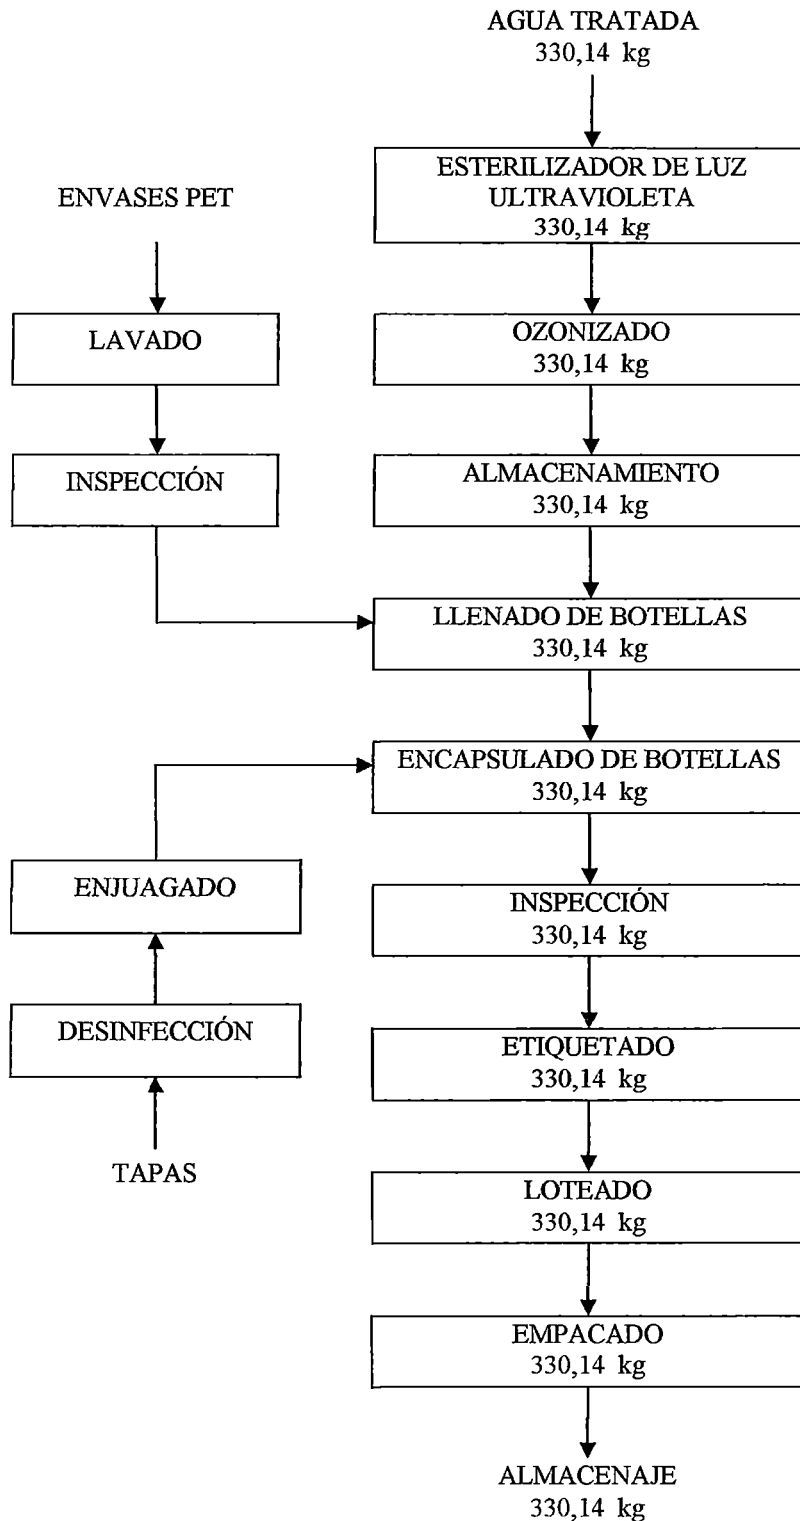 AGUA TRATADA
330,14 kg
ESTERILIZADOR DE LUZ
ULTRAVIOLETA
330,14 kg
ENVASES PET
LAVADO
OZONIZADO
330,14 kg
INSPECCIÓN
ALMACENAMIENTO
330,14 kg
LLENADO DE BOTELLAS
330,14 kg
ENCAPSULADO DE BOTELLAS
330,14 kg
ENJUAGADO
INSPECCIÓN
330,14 kg
DESINFECCIÓN
ETIQUETADO
330,14 kg
TAPAS
LOTEADO
330,14 kg
EMPACADO
330,14 kg
ALMACENAJE
330,14 kg